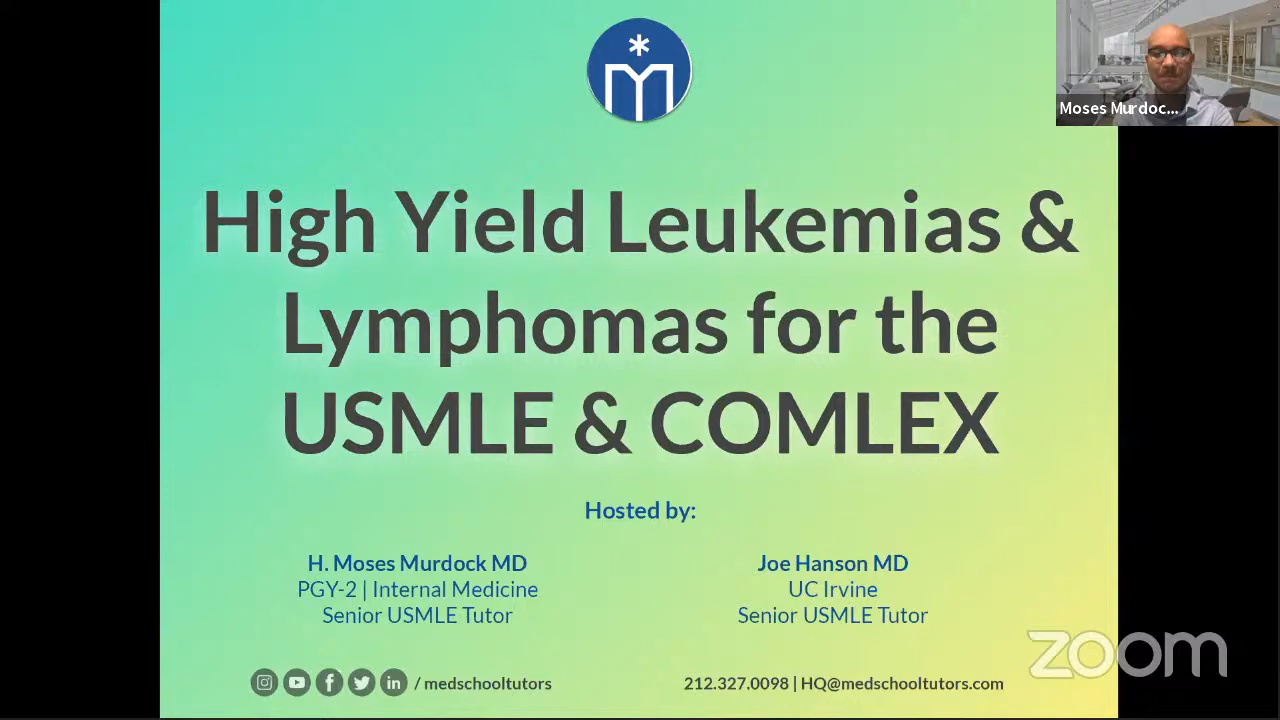 Moses Murdoc...
High Yield Leukemias &
Lymphomas for the
USMLE & COMLEX
Hosted by:
H. Moses Murdock MD
PGY-2 | Internal Medicine
Senior USMLE Tutor
Joe Hanson MD
UC Irvine
Senior USMLE Tutor
/ medschooltutors
212.327.0098 | HQ@medschooltutors.com
zoom